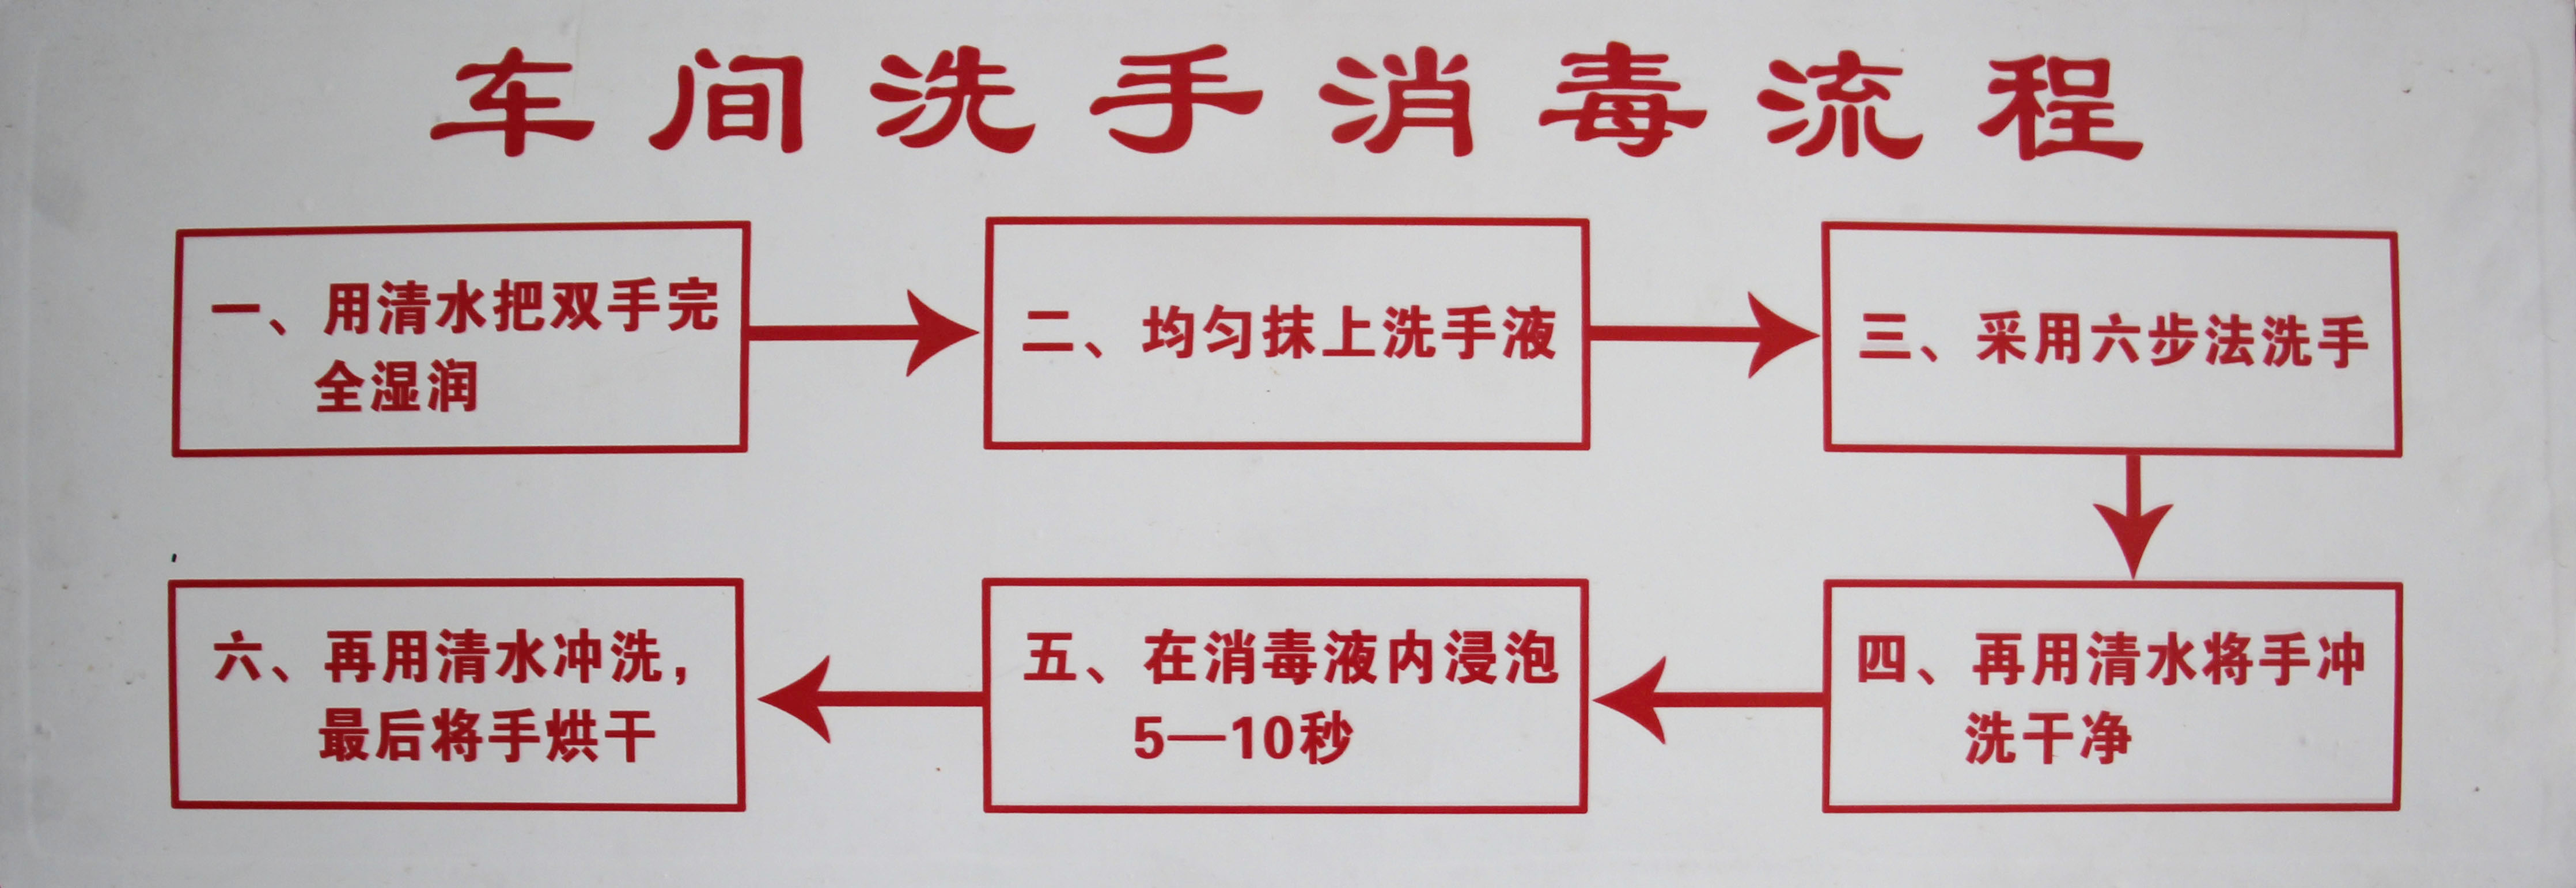 车间洗手消毒流程
一、用清水把双手完
全湿润
二、均匀抹上洗手液
三、采用六步法洗手
四、再用清水将手冲
洗干净
五、在消毒液内浸泡
5—10秒
六、再用清水冲洗，
最后将手烘干